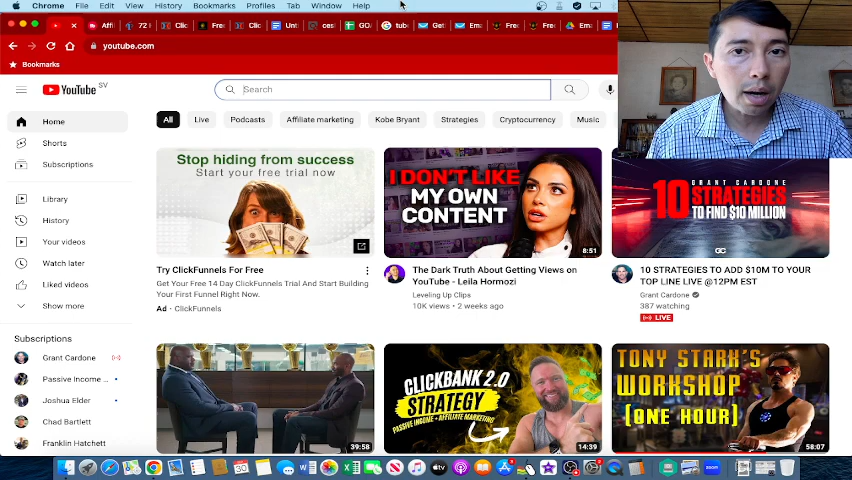 Chrome File Edit View History Bookmarks Profiles Tab Window Help
youtube.com
Bookmarks
YouTube SV
Search
Home
Shorts
Subscriptions
Library
History
Your videos
Watch later
Liked videos
Show more
Subscriptions
Grant Cardone
Passive Income ...
Joshua Elder
Chad Bartlett
Franklin Hatchett
All Live Podcasts Affiliate marketing Kobe Bryant Strategies Cryptocurrency Music
Stop hiding from success
Start your free trial now
Try ClickFunnels For Free
Get Your Free 14 Day ClickFunnels Trial And Start Building
Your First Funnel Right Now.
Ad • ClickFunnels
I DON'T LIKE
MY OWN
CONTENT
8:51
The Dark Truth About Getting Views on
YouTube - Leila Hormozi
Leveling Up Clips
10K views • 2 weeks ago
GRANT CARDONE
10 STRATEGIES
TO FIND $10 MILLION
GC
10 STRATEGIES TO ADD $10M TO YOUR
TOP LINE LIVE @12PM EST
Grant Cardone
387 watching
LIVE
39:58
CLICKBANK 2.0
STRATEGY
PASSIVE INCOME + AFFILIATE MARKETING
14:39
TONY STARK'S
WORKSHOP
(ONE HOUR)
58:07